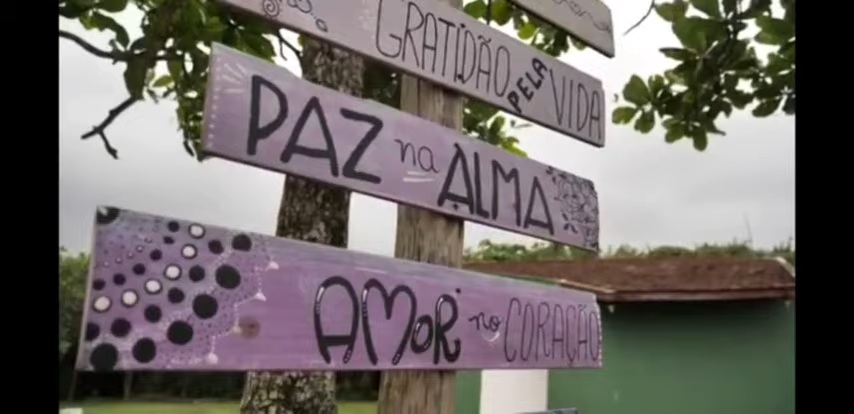 GRATIDÃO PELA VIDA
PAZ na ALMA
AMOR no CORAÇÃO